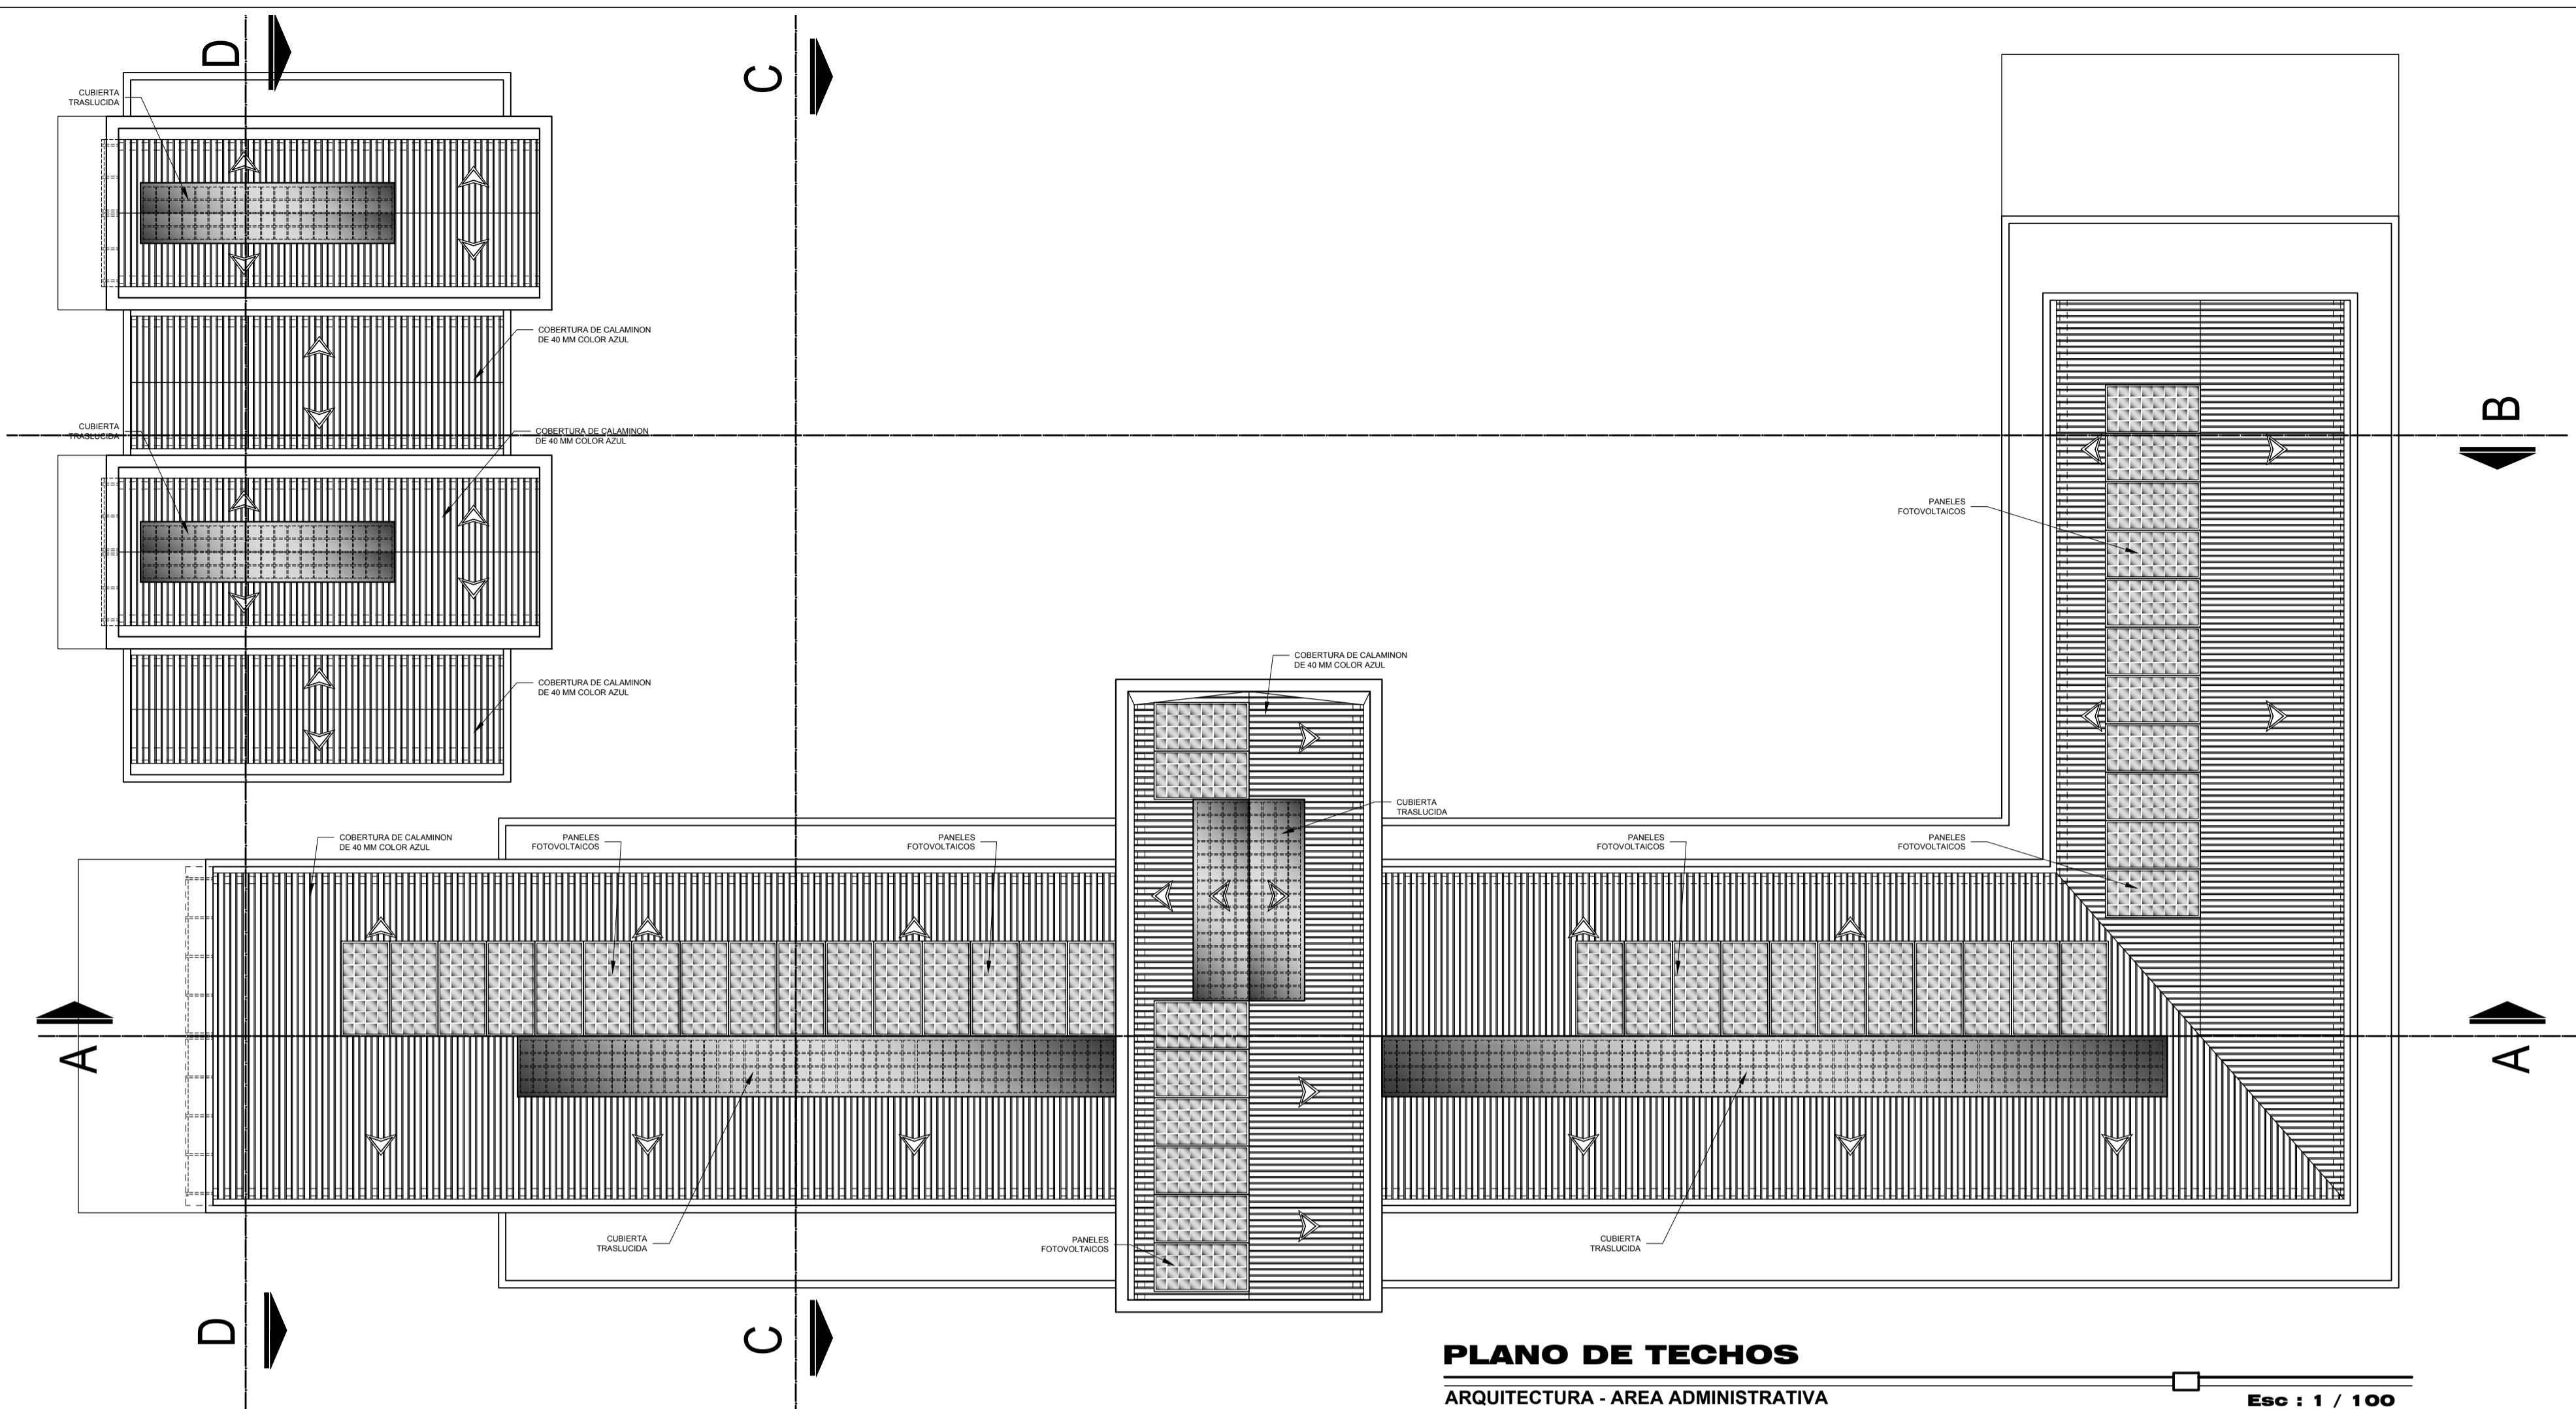 D
C
CUBIERTA
TRASLUCIDA
COBERTURA DE CALAMINON
DE 40 MM COLOR AZUL
B
CUBIERTA
TRASLUCIDA
COBERTURA DE CALAMINON
DE 40 MM COLOR AZUL
PANELES
FOTOVOLTAICOS
COBERTURA DE CALAMINON
DE 40 MM COLOR AZUL
COBERTURA DE CALAMINON
DE 40 MM COLOR AZUL
CUBIERTA
TRASLUCIDA
COBERTURA DE CALAMINON
DE 40 MM COLOR AZUL
PANELES
FOTOVOLTAICOS
PANELES
FOTOVOLTAICOS
PANELES
FOTOVOLTAICOS
PANELES
FOTOVOLTAICOS
A
A
CUBIERTA
TRASLUCIDA
PANELES
FOTOVOLTAICOS
CUBIERTA
TRASLUCIDA
D
C
PLANO DE TECHOS
ARQUITECTURA - AREA ADMINISTRATIVA
Esc : 1 / 100